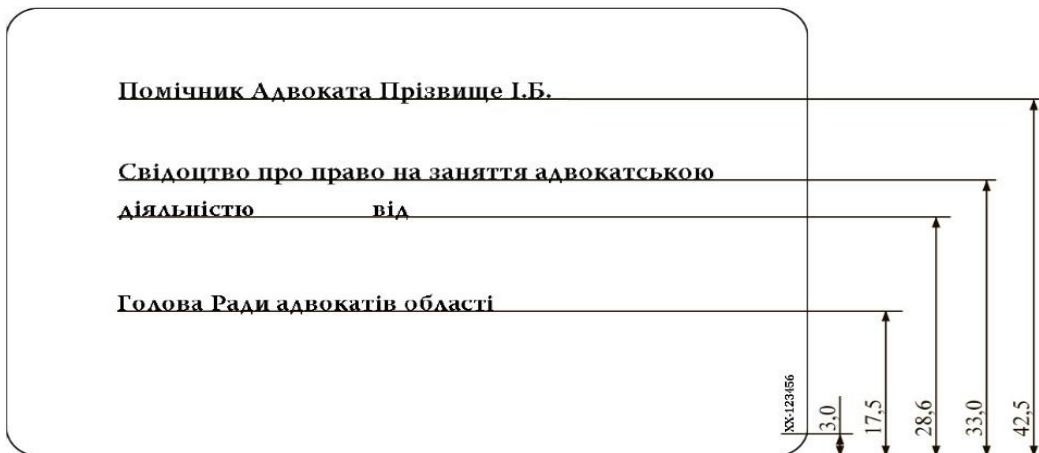 Помічник Адвоката Прізвище І.Б.
Свідоцтво про право на заняття адвокатською
діяльністю від
Голова Ради адвокатів області
XX-123456
3,0
17,5
28,6
33,0
42,5